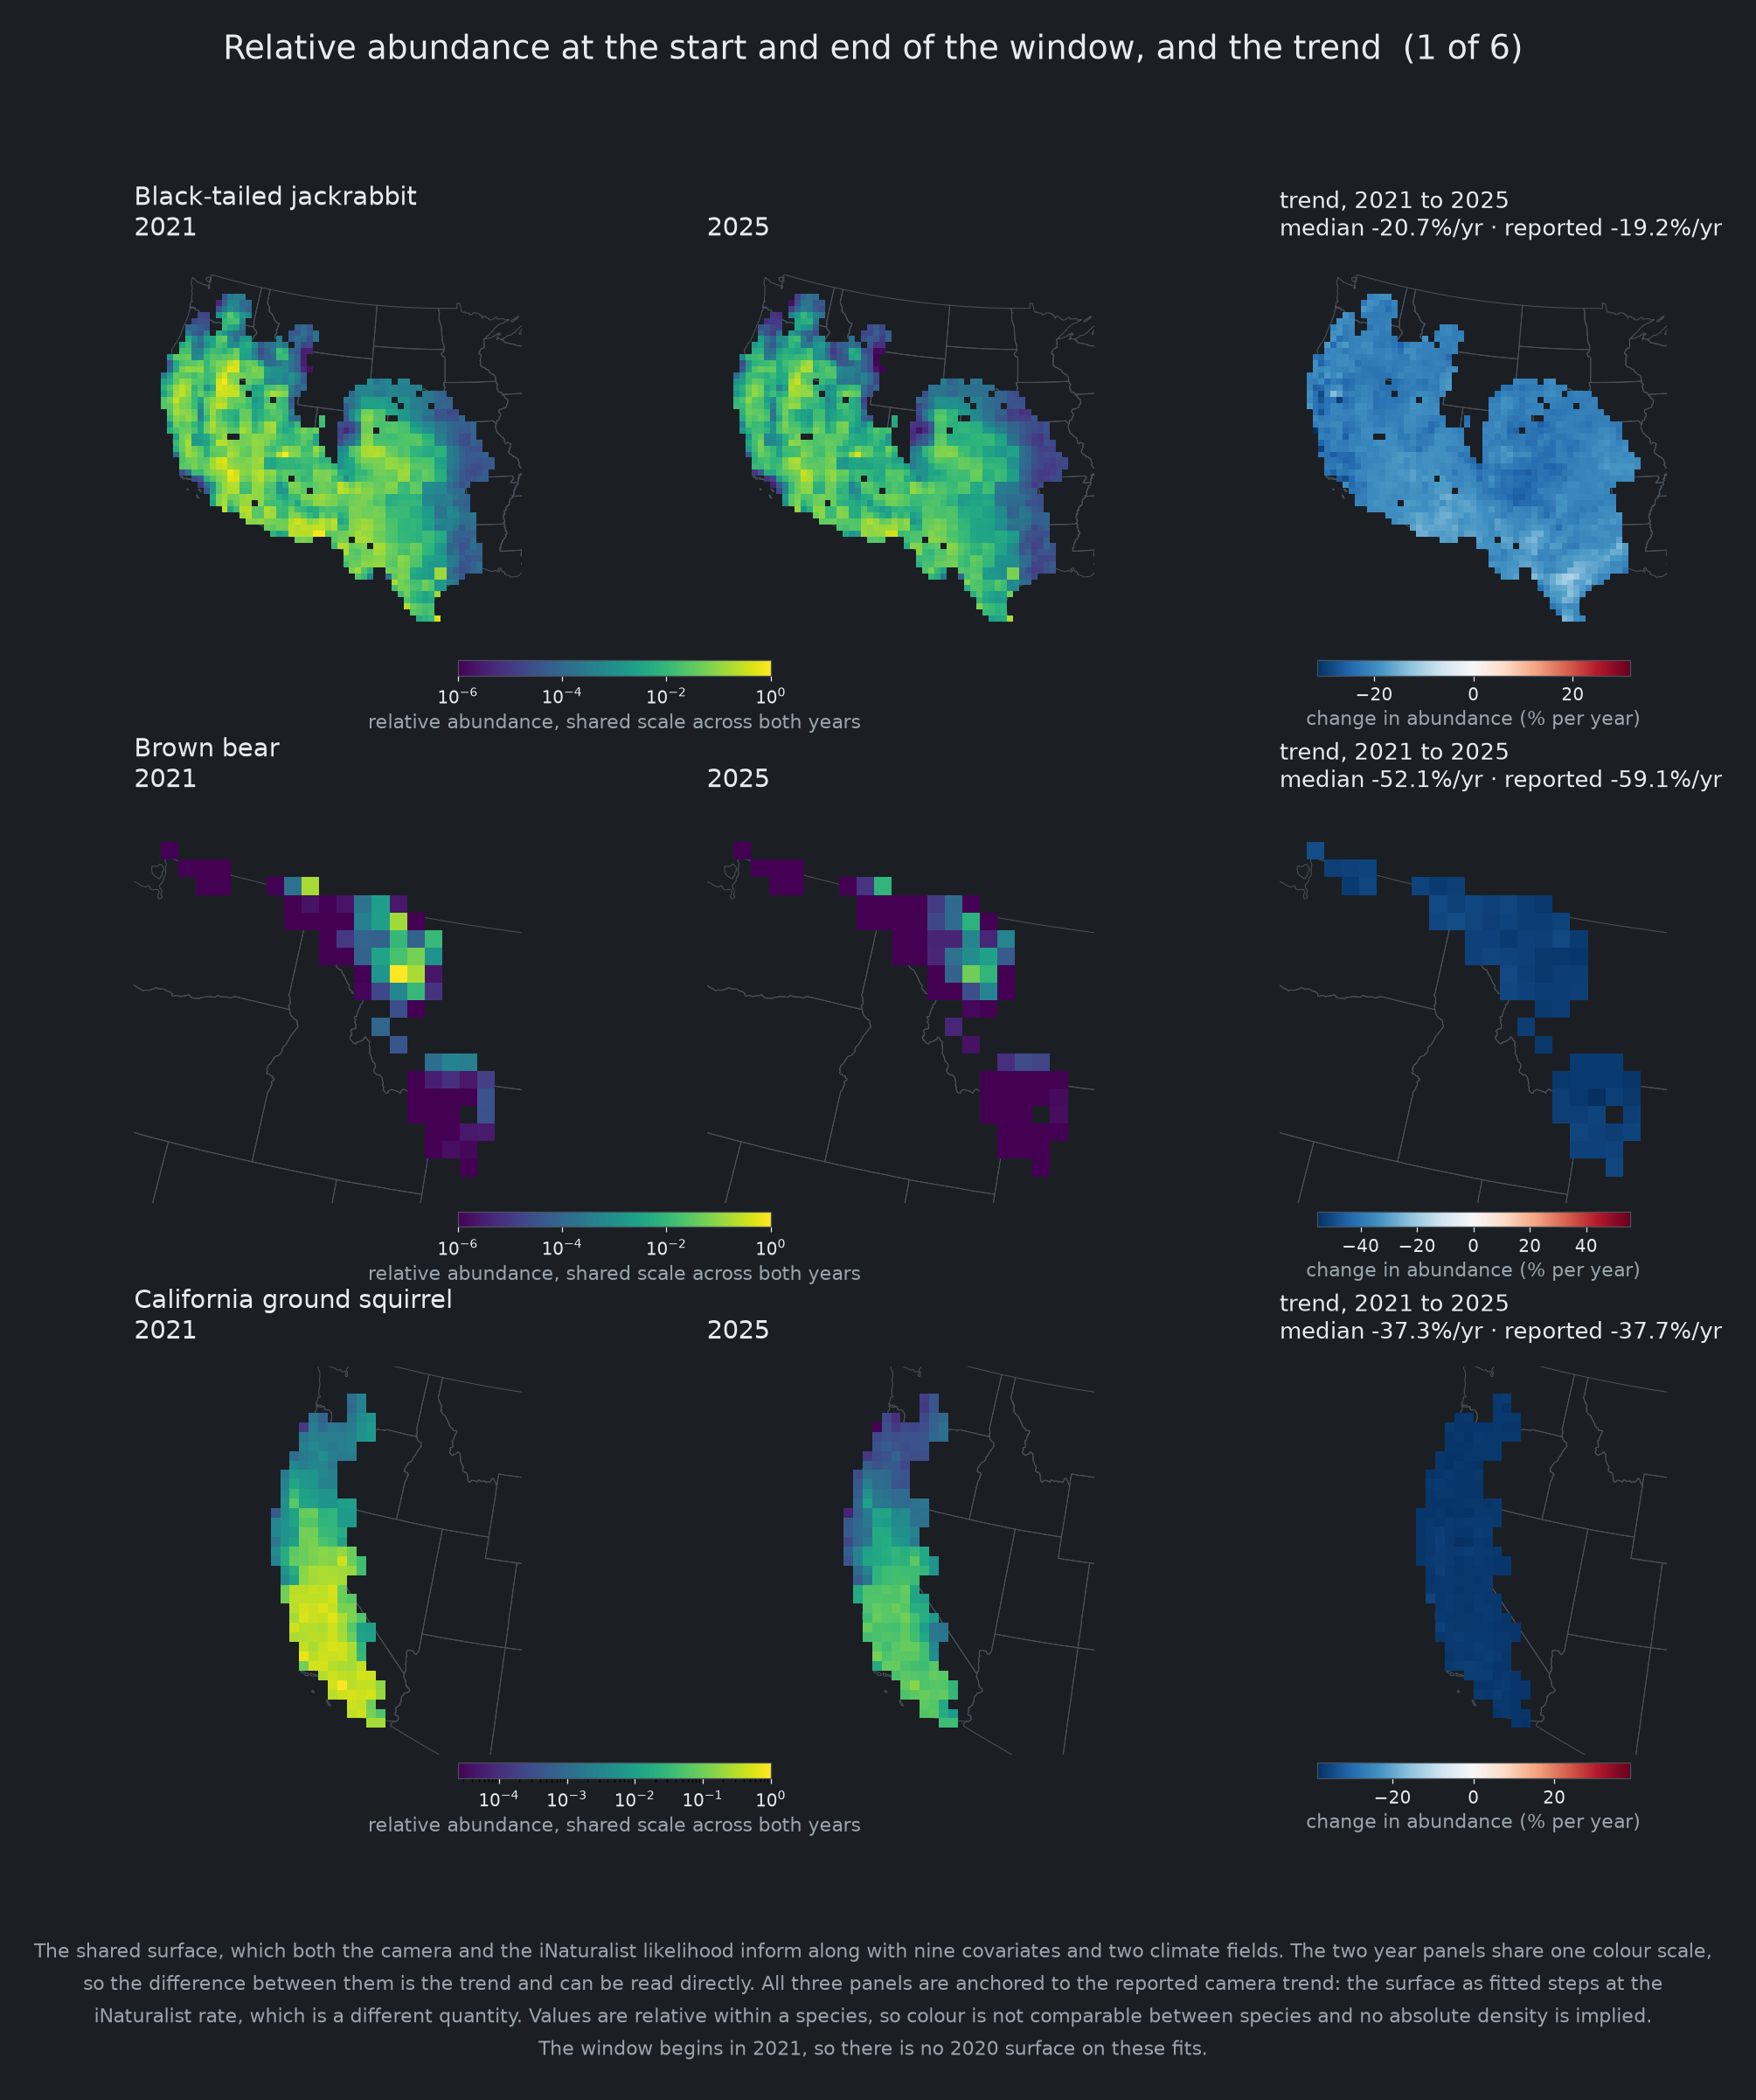 Relative abundance at the start and end of the window, and the trend  (1 of 6)
Black-tailed jackrabbit
2021
2025
trend, 2021 to 2025
median -20.7%/yr · reported -19.2%/yr
10⁻⁶ 10⁻⁴ 10⁻² 10⁰
relative abundance, shared scale across both years
−20 0 20
change in abundance (% per year)
Brown bear
2021
2025
trend, 2021 to 2025
median -52.1%/yr · reported -59.1%/yr
10⁻⁶ 10⁻⁴ 10⁻² 10⁰
relative abundance, shared scale across both years
−40 −20 0 20 40
change in abundance (% per year)
California ground squirrel
2021
2025
trend, 2021 to 2025
median -37.3%/yr · reported -37.7%/yr
10⁻⁴ 10⁻³ 10⁻² 10⁻¹ 10⁰
relative abundance, shared scale across both years
−20 0 20
change in abundance (% per year)
The shared surface, which both the camera and the iNaturalist likelihood inform along with nine covariates and two climate fields. The two year panels share one colour scale,
so the difference between them is the trend and can be read directly. All three panels are anchored to the reported camera trend: the surface as fitted steps at the
iNaturalist rate, which is a different quantity. Values are relative within a species, so colour is not comparable between species and no absolute density is implied.
The window begins in 2021, so there is no 2020 surface on these fits.